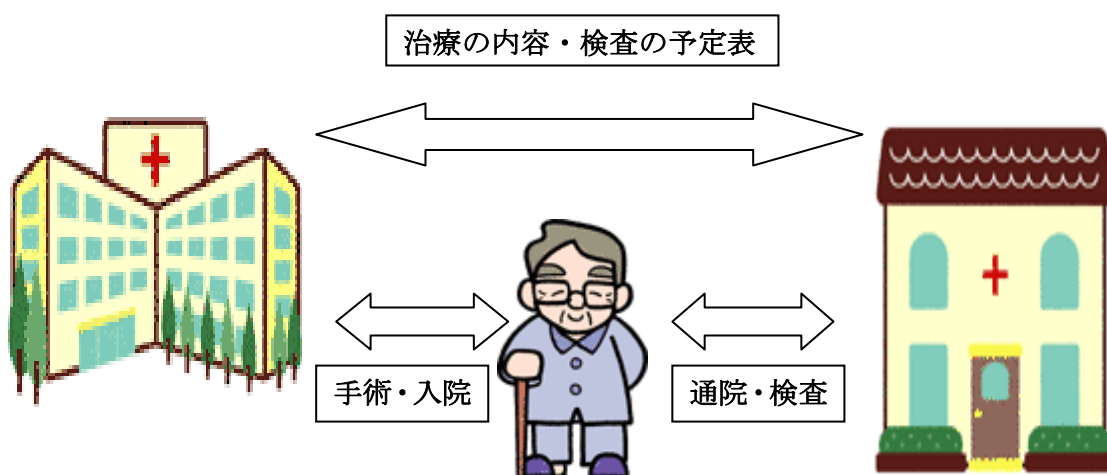 治療の内容・検査の予定表
手術・入院
通院・検査